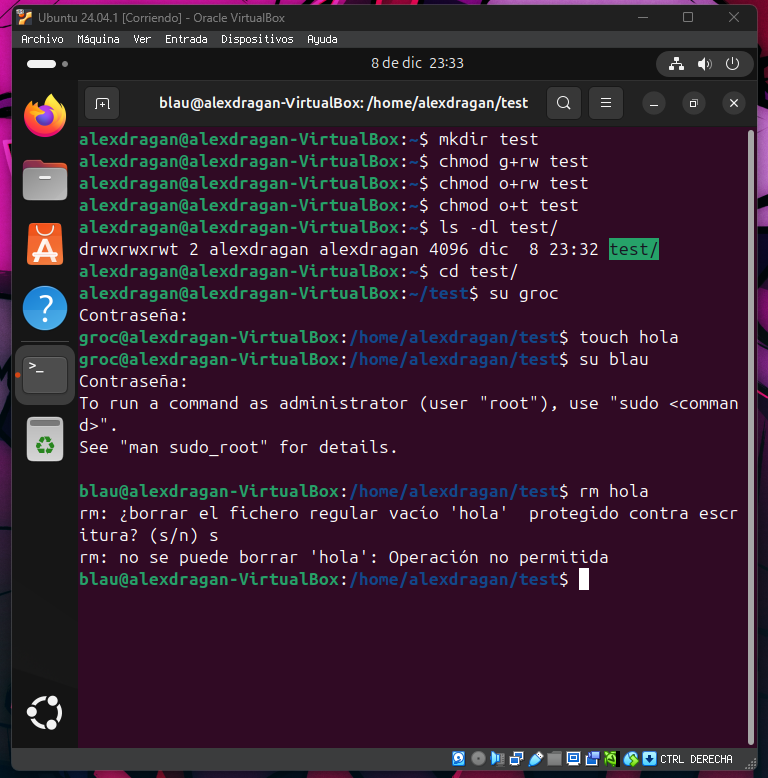 Ubuntu 24.04.1 [Corriendo] - Oracle VirtualBox
Archivo Máquina Ver Entrada Dispositivos Ayuda
8 de dic 23:33
blau@alexdragan-VirtualBox: /home/alexdragan/test
alexdragan@alexdragan-VirtualBox:~$ mkdir test
alexdragan@alexdragan-VirtualBox:~$ chmod g+rw test
alexdragan@alexdragan-VirtualBox:~$ chmod o+rw test
alexdragan@alexdragan-VirtualBox:~$ chmod o+t test
alexdragan@alexdragan-VirtualBox:~$ ls -dl test/
drwxrwxrwt 2 alexdragan alexdragan 4096 dic  8 23:32 test/
alexdragan@alexdragan-VirtualBox:~$ cd test/
alexdragan@alexdragan-VirtualBox:~/test$ su groc
Contraseña:
groc@alexdragan-VirtualBox:/home/alexdragan/test$ touch hola
groc@alexdragan-VirtualBox:/home/alexdragan/test$ su blau
Contraseña:
To run a command as administrator (user "root"), use "sudo <comman
d>".
See "man sudo_root" for details.
blau@alexdragan-VirtualBox:/home/alexdragan/test$ rm hola
rm: ¿borrar el fichero regular vacío 'hola'  protegido contra escr
itura? (s/n) s
rm: no se puede borrar 'hola': Operación no permitida
blau@alexdragan-VirtualBox:/home/alexdragan/test$
CTRL DERECHA